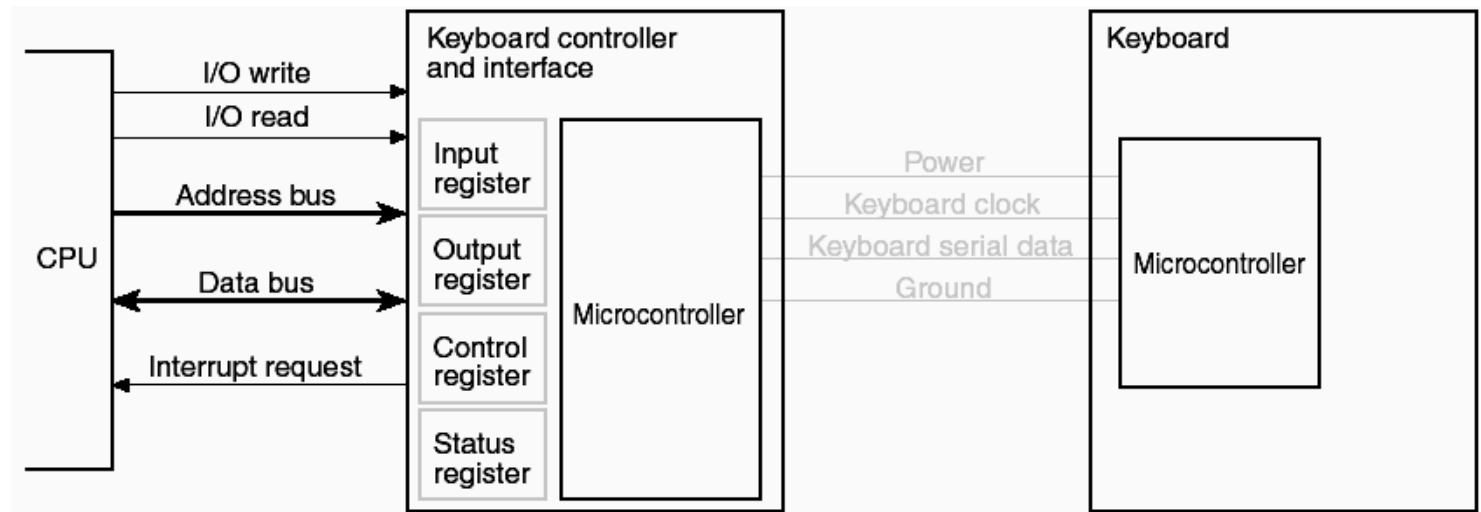 Keyboard controller
and interface
Keyboard
I/O write
I/O read
Address bus
CPU
Data bus
Interrupt request
Input
register
Output
register
Control
register
Status
register
Microcontroller
Power
Keyboard clock
Keyboard serial data
Ground
Microcontroller